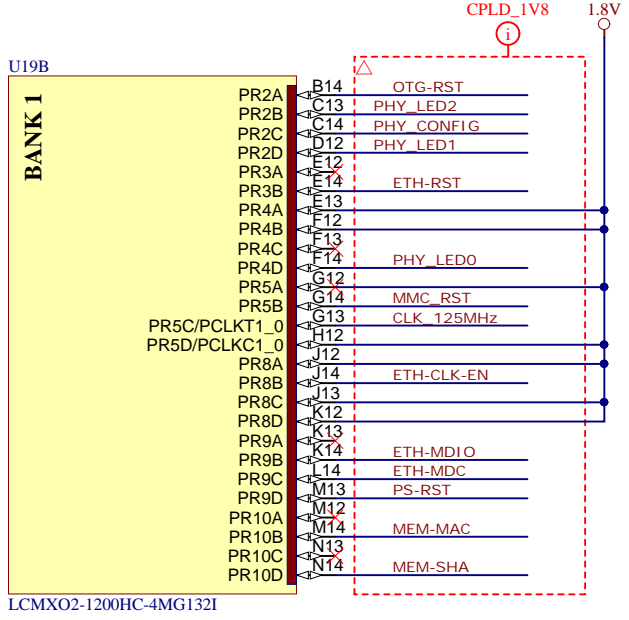 CPLD_1V8 1.8V
i
U19B
BANK 1
PR2A B14 OTG-RST
PR2B C13 PHY_LED2
PR2C C14 PHY_CONFIG
PR2D D12 PHY_LED1
PR3A E12
PR3B E14 ETH-RST
PR4A E13
PR4B F12
PR4C F13
PR4D F14 PHY_LED0
PR5A G12
PR5B G14 MMC_RST
PR5C/PCLKT1_0 G13 CLK_125MHz
PR5D/PCLKC1_0 H12
PR8A J12
PR8B J14 ETH-CLK-EN
PR8C J13
PR8D K12
PR9A K13
PR9B K14 ETH-MDIO
PR9C L14 ETH-MDC
PR9D M13 PS-RST
PR10A M12
PR10B M14 MEM-MAC
PR10C N13
PR10D N14 MEM-SHA
LCMXO2-1200HC-4MG132I